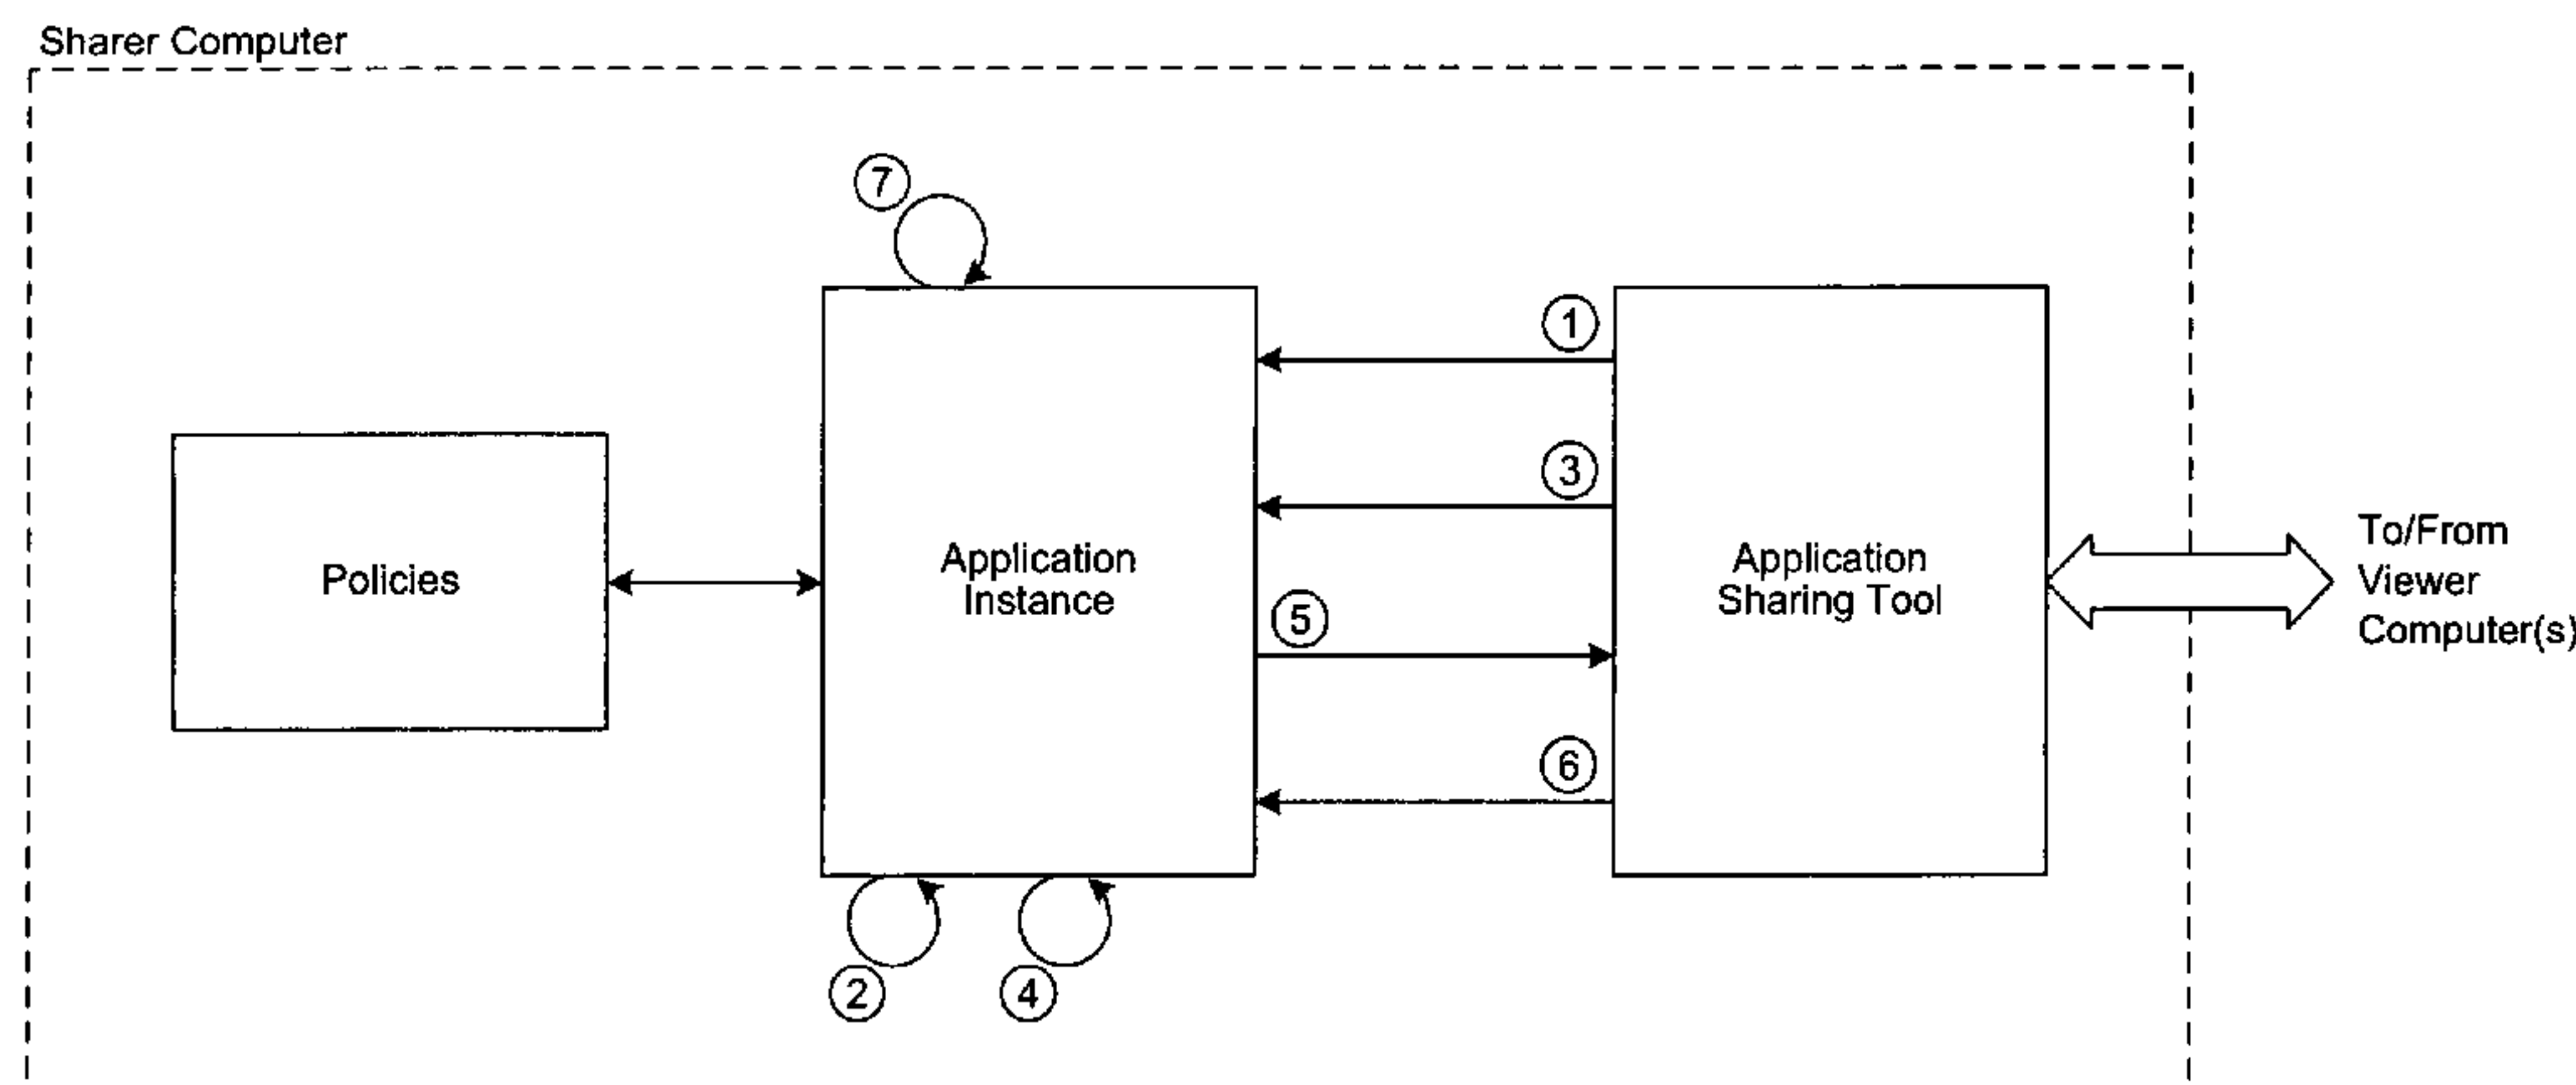 Sharer Computer
7
1
3
Policies
Application
Instance
5
Application
Sharing Tool
To/From
Viewer
Computer(s)
6
2
4